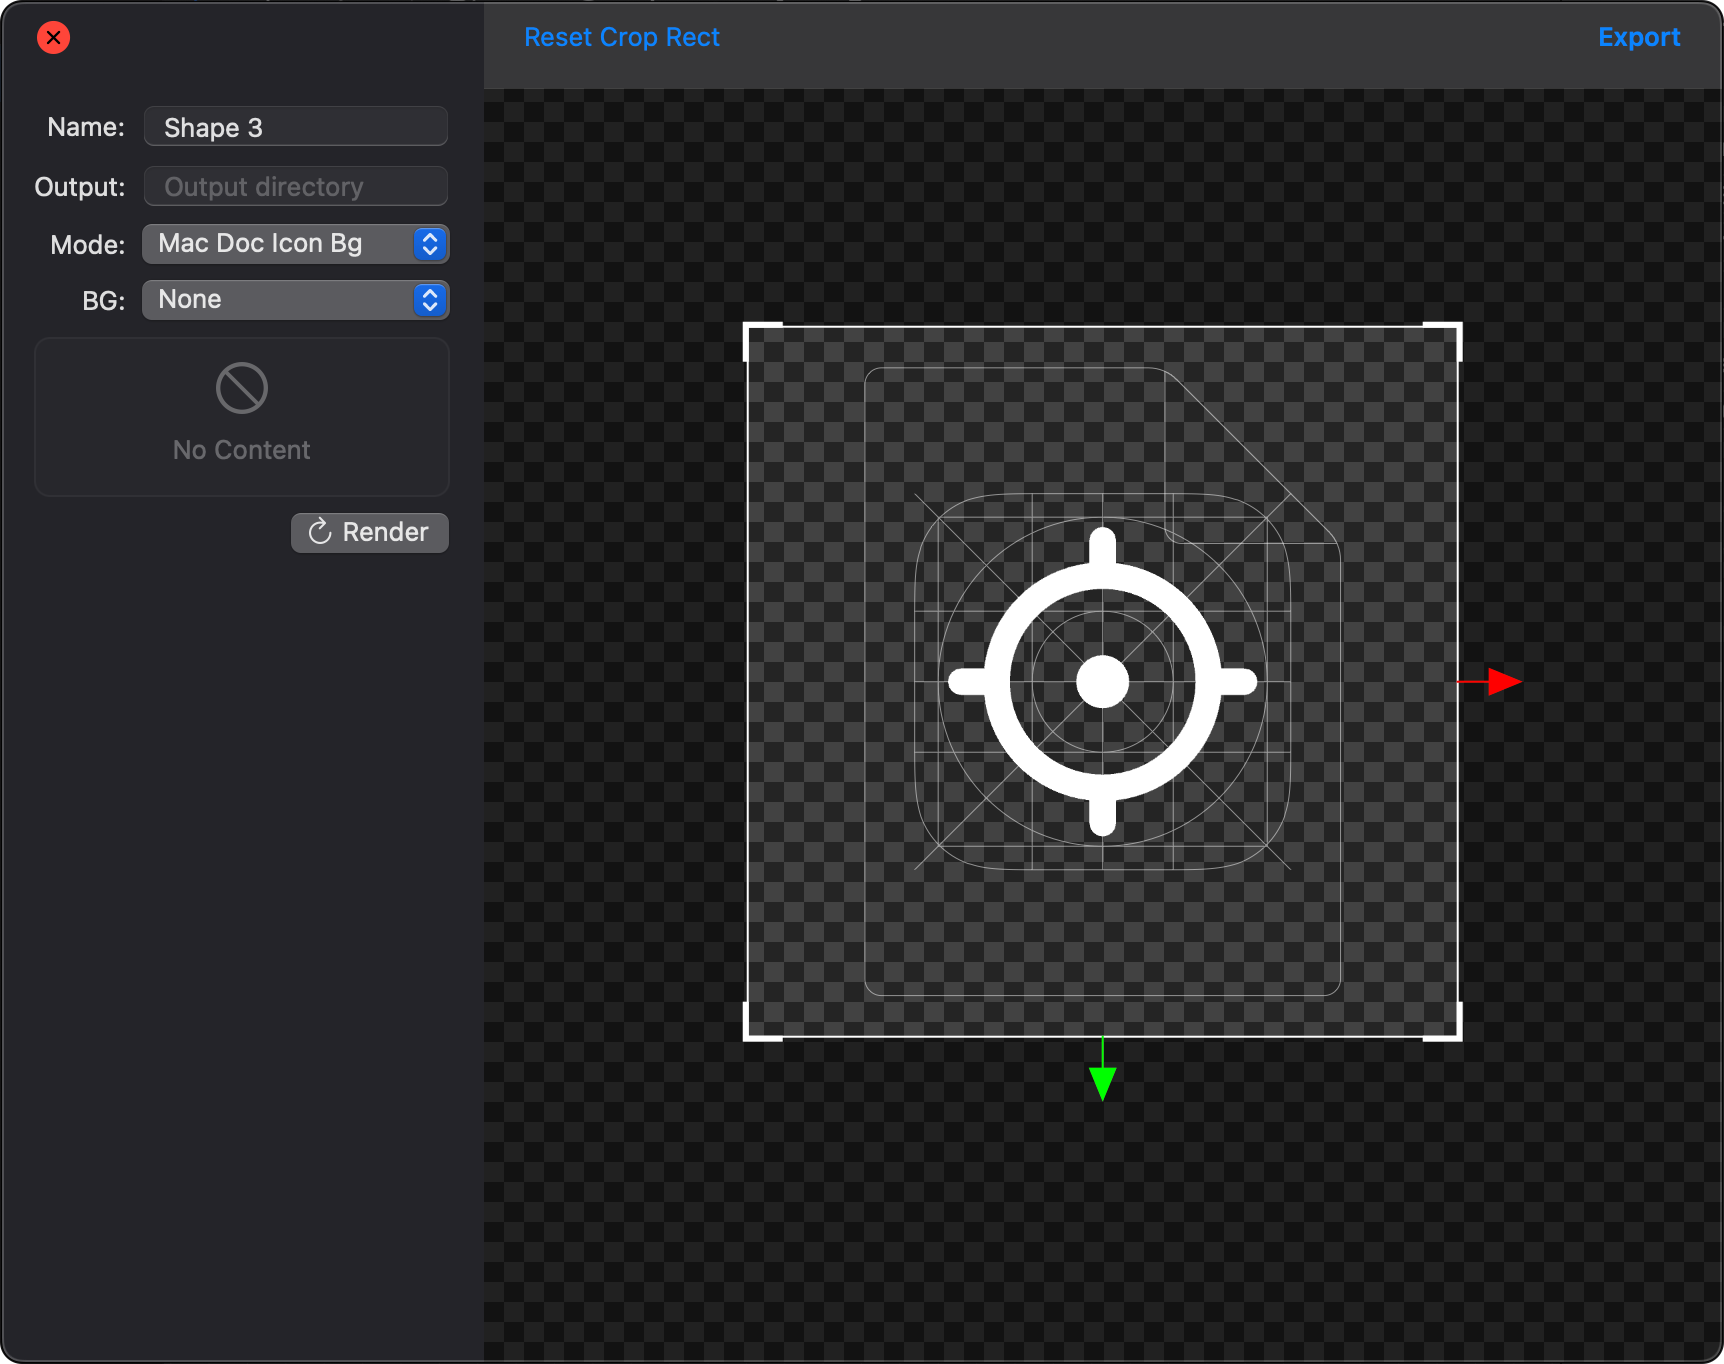 Reset Crop Rect
Export
Name: Shape 3
Output: Output directory
Mode: Mac Doc Icon Bg
BG: None
No Content
Render